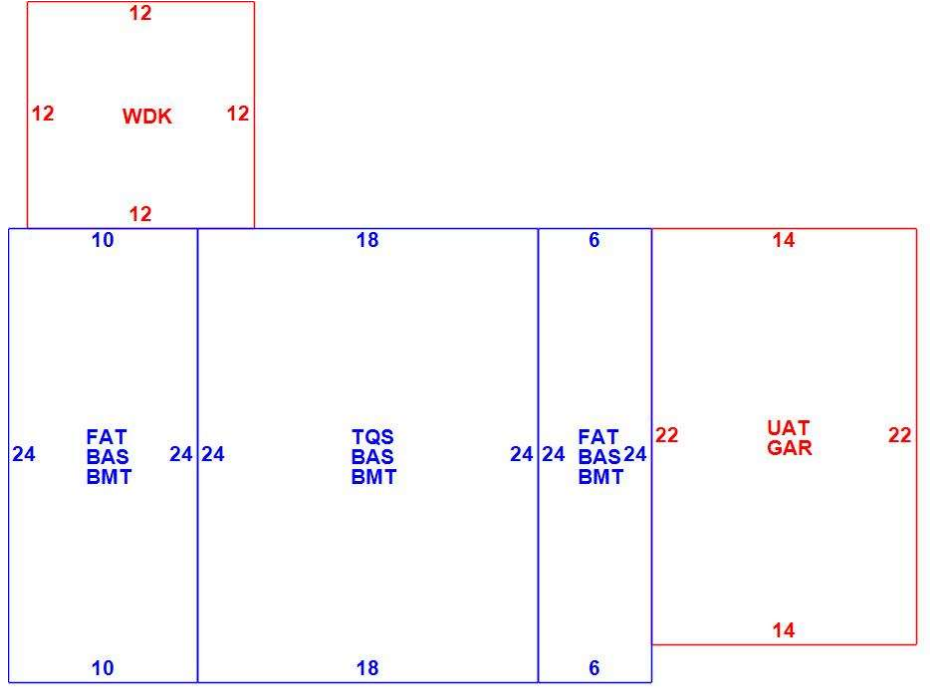 12
12 WDK 12
12
10 18 6 14
FAT TQS FAT UAT
BAS BAS BAS GAR
BMT BMT BMT
24 24 24 24 24 24 22 22
14
10 18 6